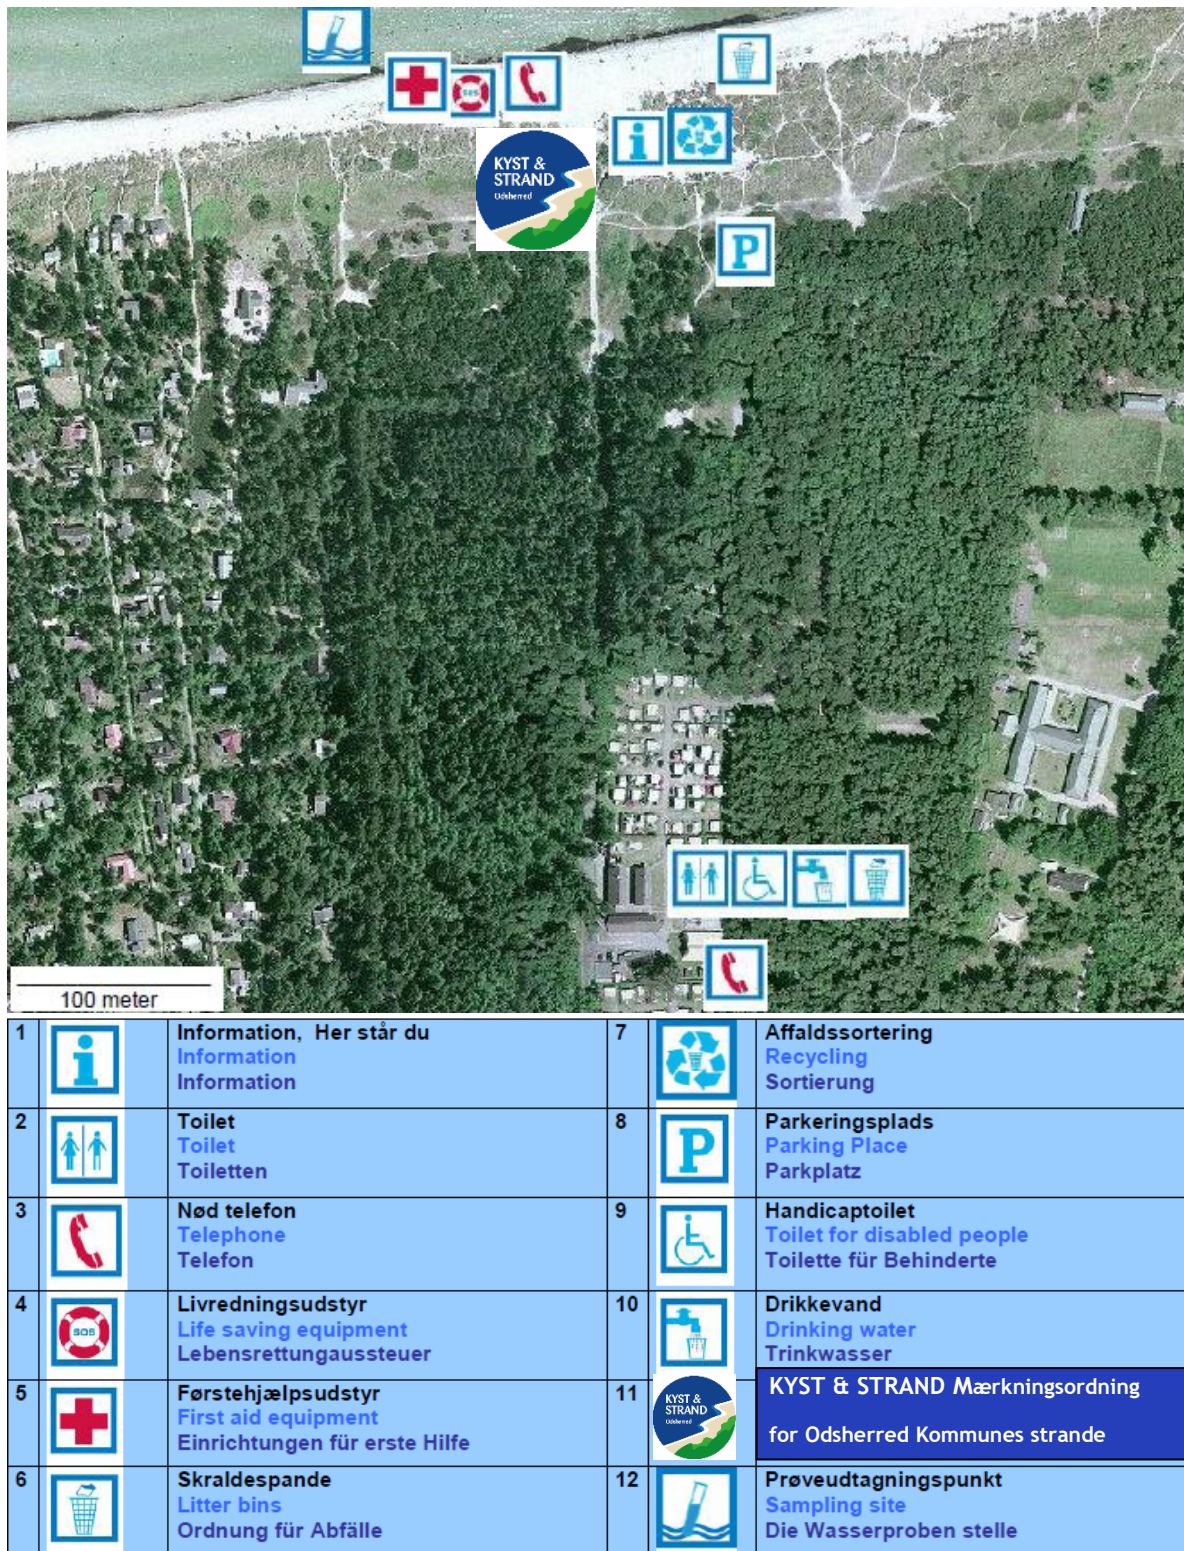 KYST &
STRAND
Odsherred
P
100 meter
1
Information, Her står du
Information
Information
2
Toilet
Toilet
Toiletten
3
Nød telefon
Telephone
Telefon
4
SOS
Livredningsudstyr
Life saving equipment
Lebensrettungaussteuer
5
Førstehjælpsudstyr
First aid equipment
Einrichtungen für erste Hilfe
6
Skraldespande
Litter bins
Ordnung für Abfälle
7
Affaldssortering
Recycling
Sortierung
8
P
Parkeringsplads
Parking Place
Parkplatz
9
Handicaptoilet
Toilet for disabled people
Toilette für Behinderte
10
Drikkevand
Drinking water
Trinkwasser
11
KYST &
STRAND
Odsherred
KYST & STRAND Mærkningsordning
for Odsherred Kommunes strande
12
Prøveudtagningspunkt
Sampling site
Die Wasserproben stelle